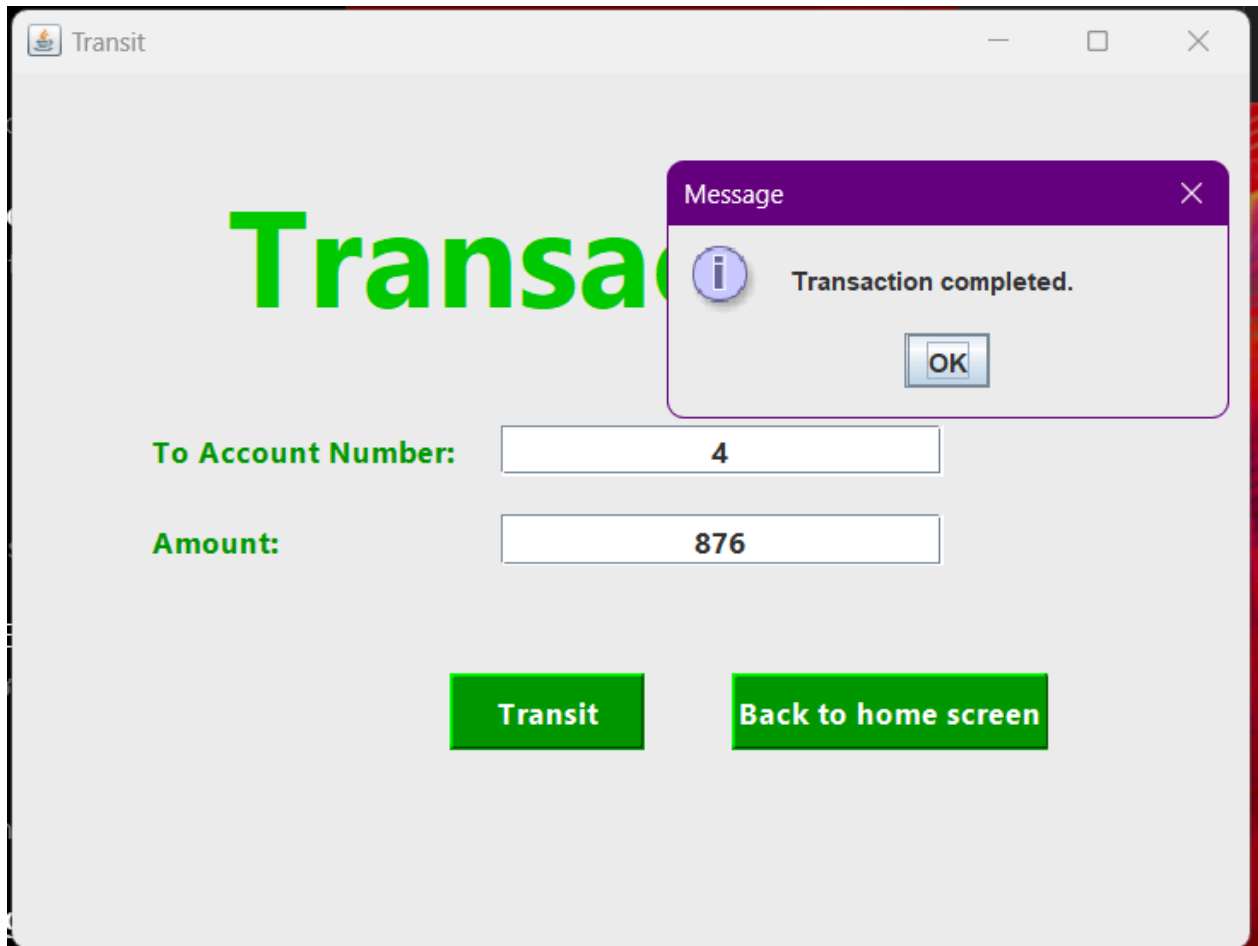 Transit
Message
Transac
Transaction completed.
OK
To Account Number:
4
Amount:
876
Transit
Back to home screen